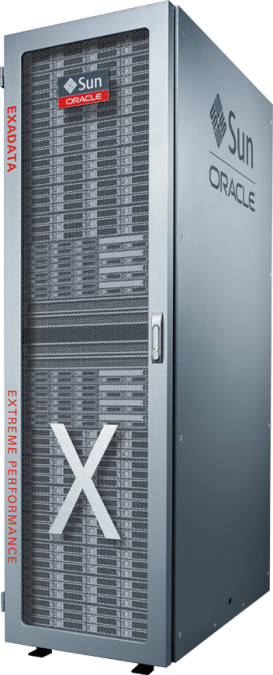 Sun
ORACLE
EXADATA
EXTREME PERFORMANCE
X
Sun
ORACLE